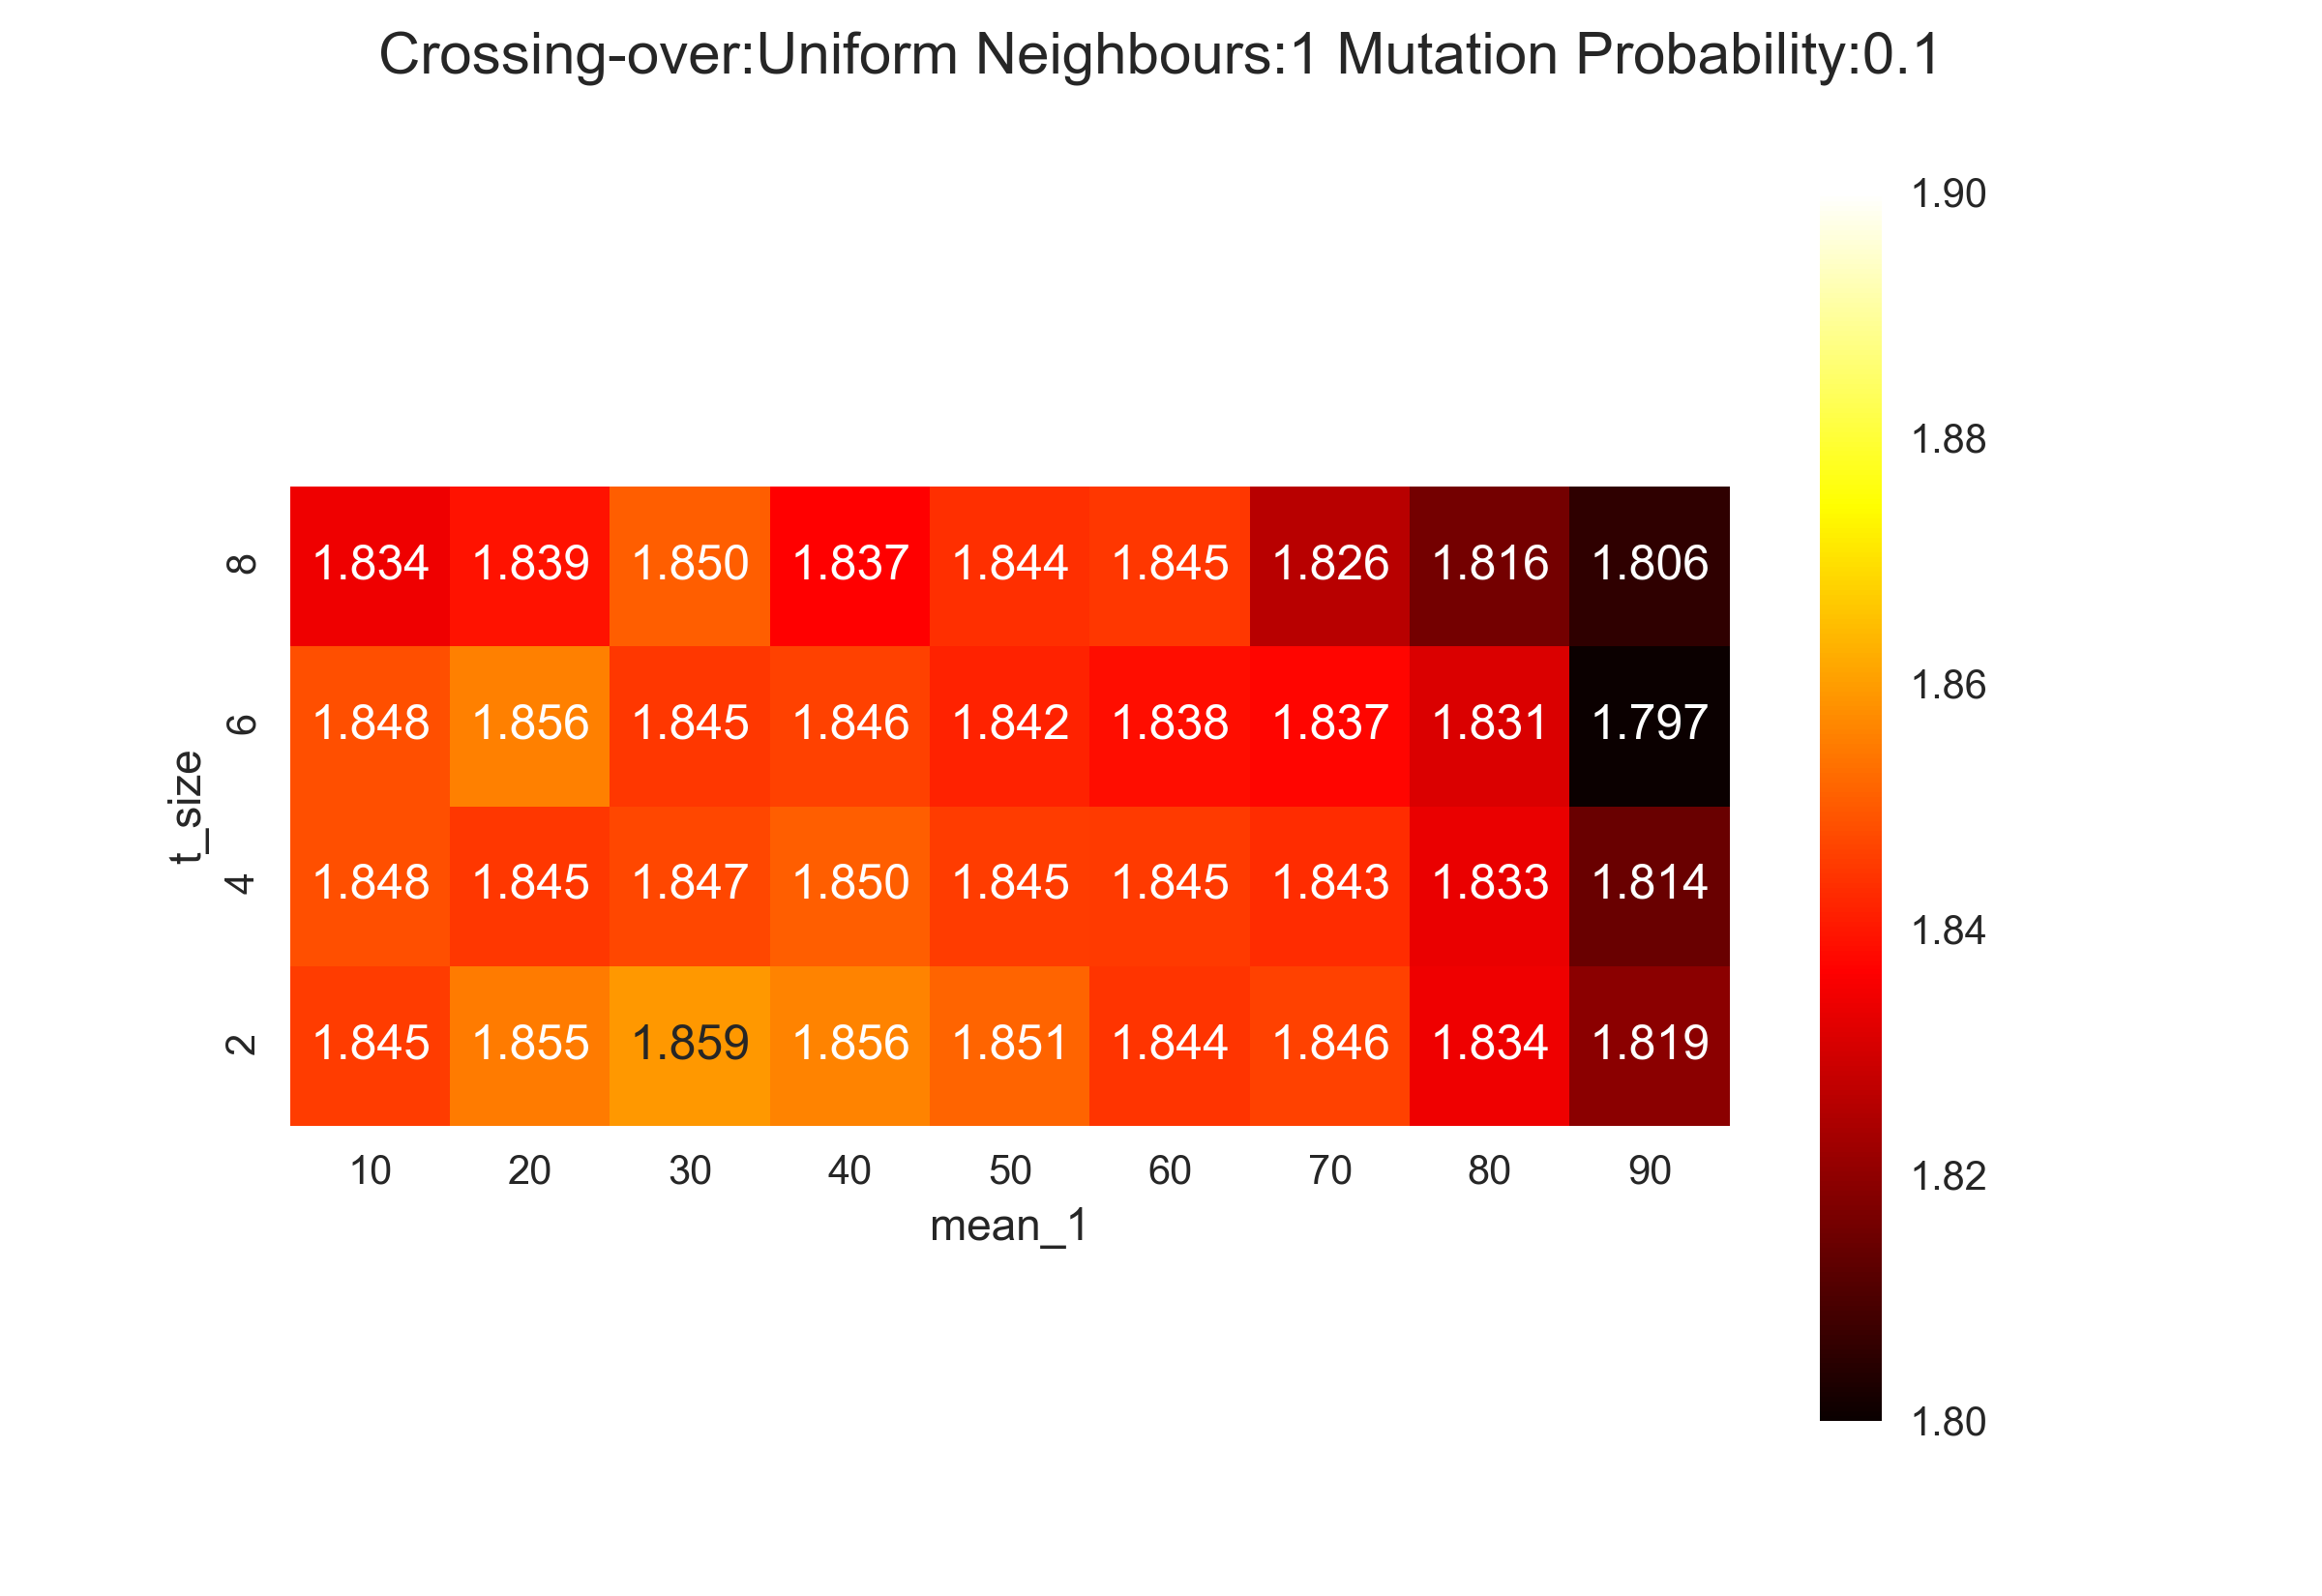 Crossing-over:Uniform Neighbours:1 Mutation Probability:0.1
t_size
8 1.834 1.839 1.850 1.837 1.844 1.845 1.826 1.816 1.806
6 1.848 1.856 1.845 1.846 1.842 1.838 1.837 1.831 1.797
4 1.848 1.845 1.847 1.850 1.845 1.845 1.843 1.833 1.814
2 1.845 1.855 1.859 1.856 1.851 1.844 1.846 1.834 1.819
10 20 30 40 50 60 70 80 90
mean_1
1.90
1.88
1.86
1.84
1.82
1.80